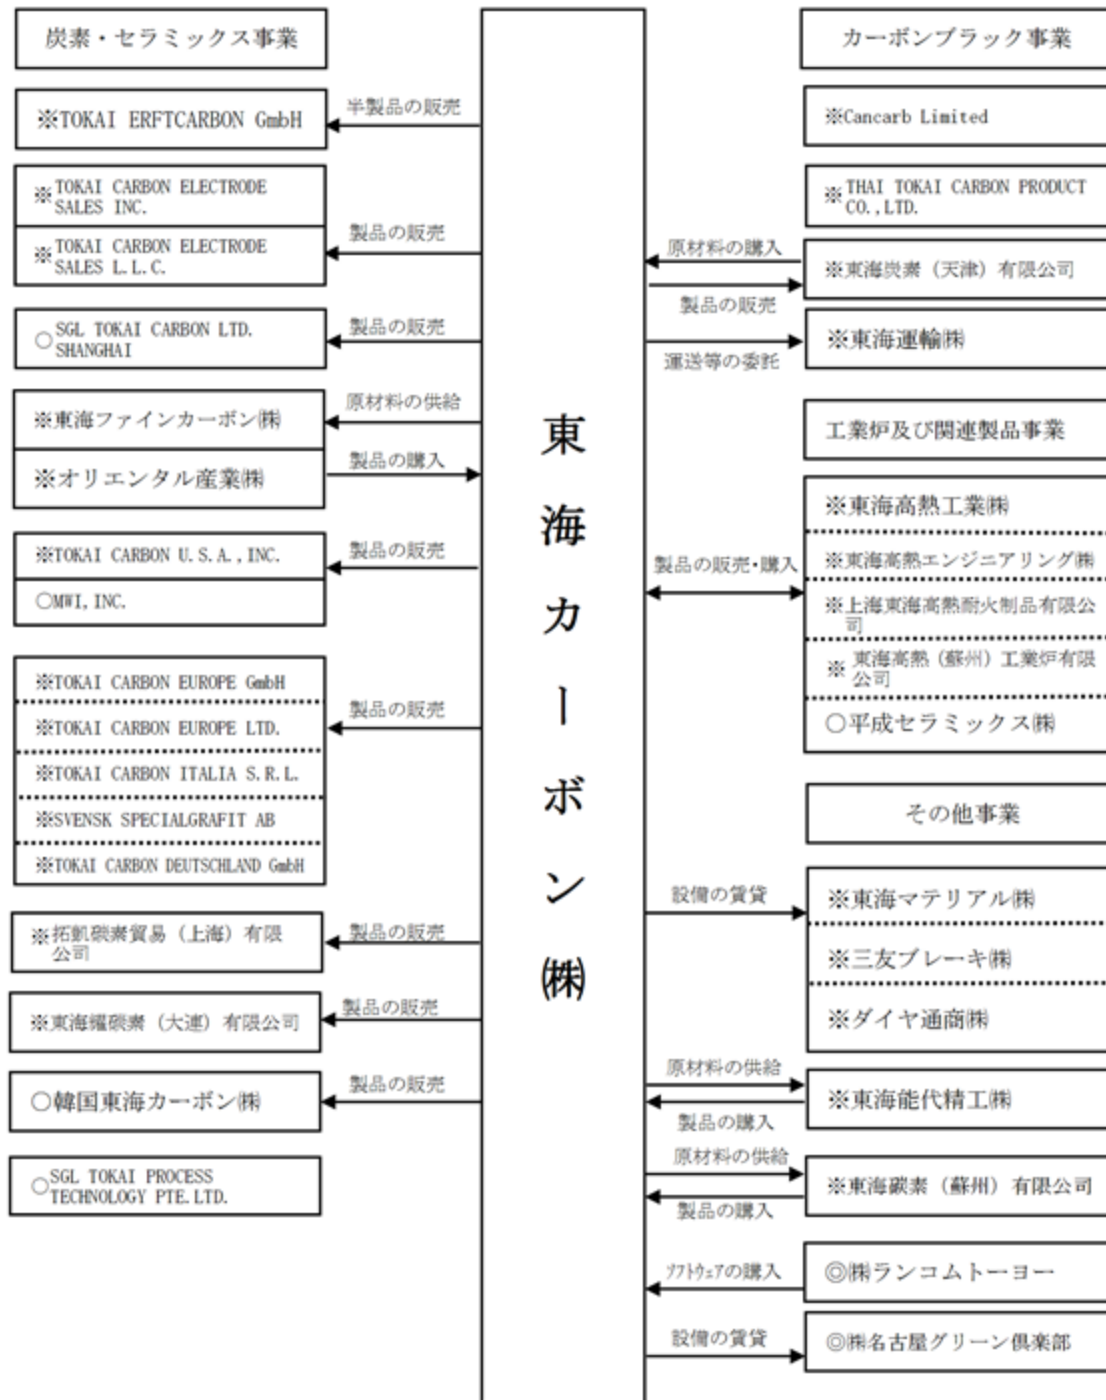 炭素・セラミックス事業
※TOKAI ERFTCARBON GmbH
半製品の販売
※TOKAI CARBON ELECTRODE
SALES INC.
※TOKAI CARBON ELECTRODE
SALES L.L.C.
製品の販売
○SGL TOKAI CARBON LTD.
SHANGHAI
製品の販売
※東海ファインカーボン㈱
原材料の供給
※オリエンタル産業㈱
製品の購入
※TOKAI CARBON U.S.A.,INC.
製品の販売
○MWI,INC.
※TOKAI CARBON EUROPE GmbH
※TOKAI CARBON EUROPE LTD.
製品の販売
※TOKAI CARBON ITALIA S.R.L.
※SVENSK SPECIALGRAFIT AB
※TOKAI CARBON DEUTSCHLAND GmbH
※拓凱碳素貿易（上海）有限
公司
製品の販売
※東海耀碳素（大連）有限公司
製品の販売
○韓国東海カーボン㈱
製品の販売
○SGL TOKAI PROCESS
TECHNOLOGY PTE.LTD.
東海カーボン㈱
カーボンブラック事業
※Cancarb Limited
※THAI TOKAI CARBON PRODUCT
CO.,LTD.
原材料の購入
※東海炭素（天津）有限公司
製品の販売
※東海運輸㈱
運送等の委託
工業炉及び関連製品事業
※東海高熱工業㈱
※東海高熱エンジニアリング㈱
製品の販売・購入
※上海東海高熱耐火制品有限公
司
※東海高熱（蘇州）工業炉有限
公司
○平成セラミックス㈱
その他事業
設備の賃貸
※東海マテリアル㈱
※三友ブレーキ㈱
※ダイヤ通商㈱
原材料の供給
※東海能代精工㈱
製品の購入
原材料の供給
※東海碳素（蘇州）有限公司
製品の購入
ｿﾌﾄｳｪｱの購入
◎㈱ランコムトーヨー
設備の賃貸
◎㈱名古屋グリーン倶楽部